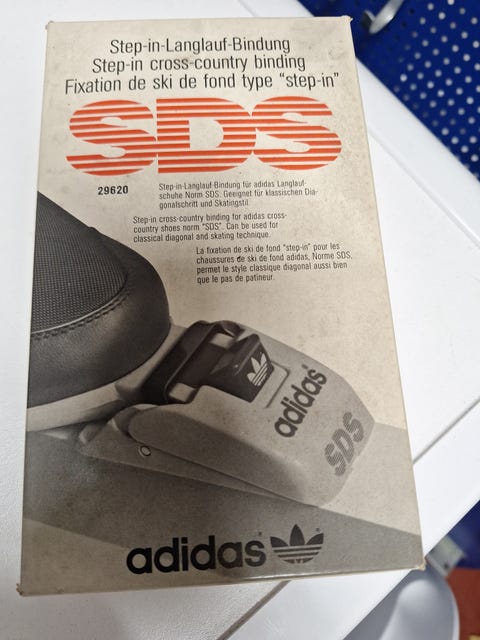 Step-in-Langlauf-Bindung
Step-in cross-country binding
Fixation de ski de fond type "step-in"
SDS
29620
Step-in-Langlauf-Bindung für adidas Langlauf-
schuhe Norm SDS. Geeignet für klassischen Dia-
gonalschritt und Skatingstil.
Step-in cross-country binding for adidas cross-
country shoes norm "SDS". Can be used for
classical diagonal and skating technique.
La fixation de ski de fond "step-in" pour les
chaussures de ski de fond adidas, Norme SDS,
permet le style classique diagonal aussi bien
que le pas de patineur.
adidas
SDS
adidas